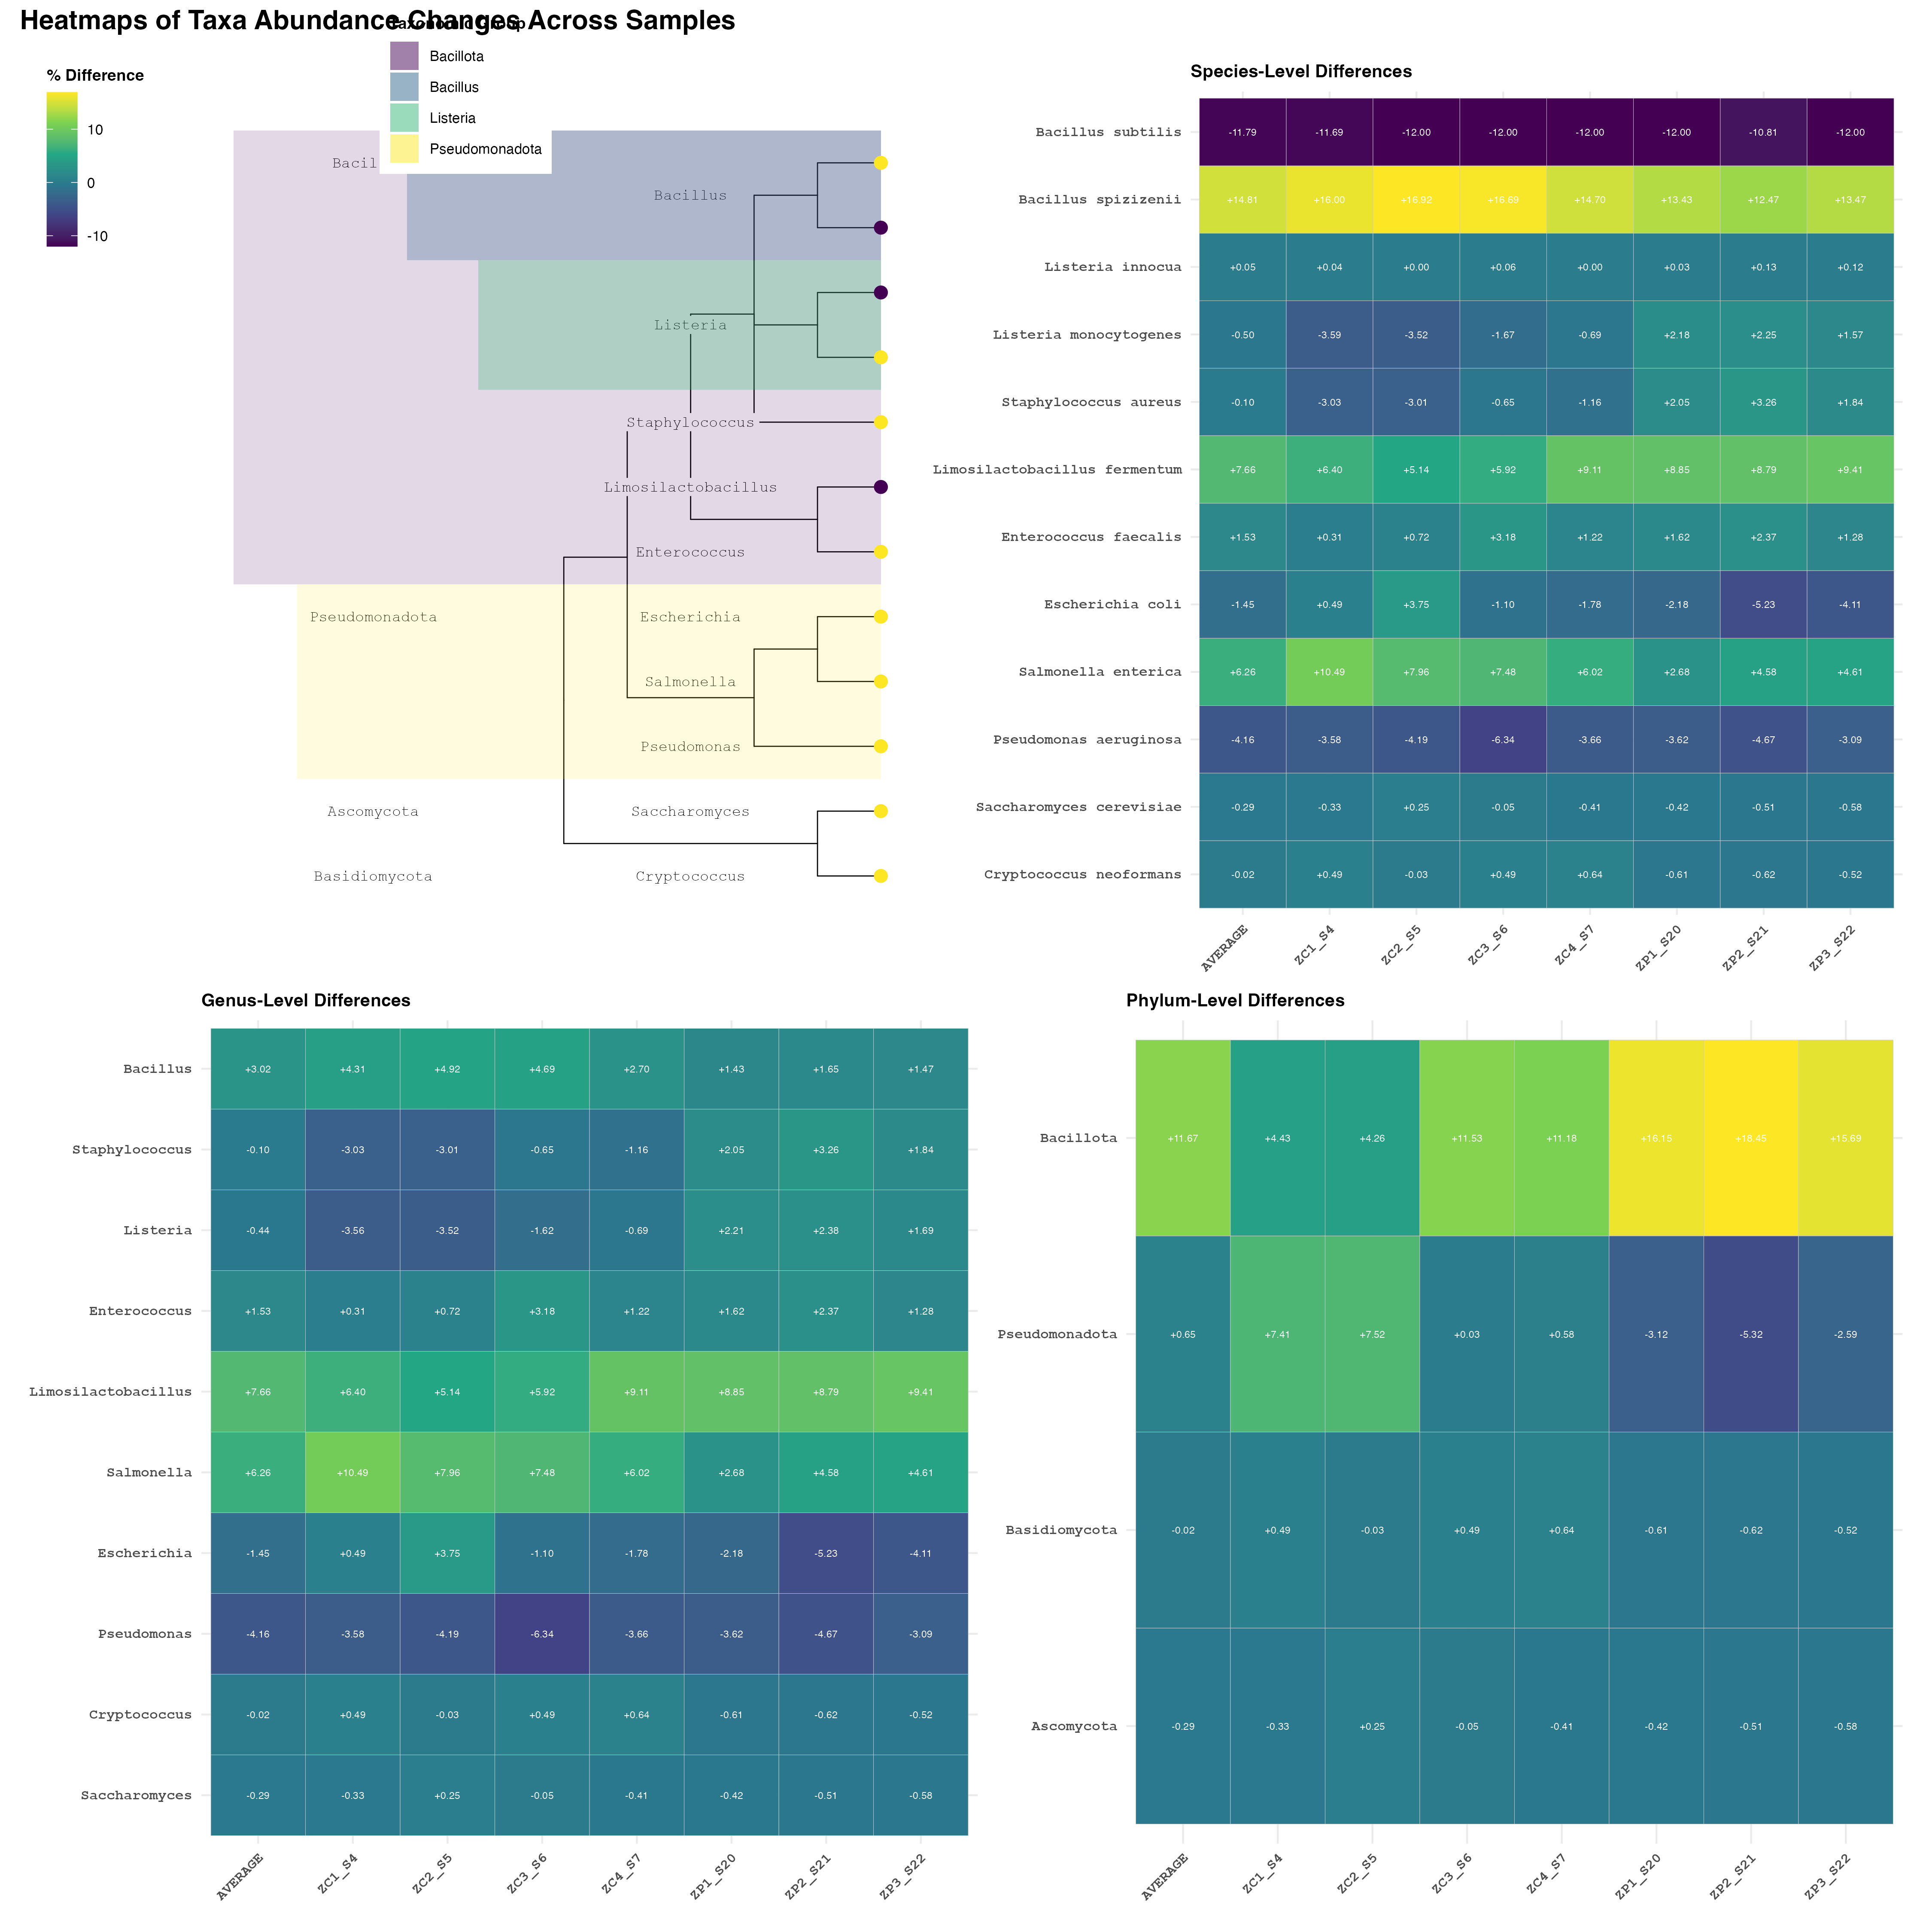 Heatmaps of Taxa Abundance Changes Across Samples
Taxonomic Group
Bacillota
Bacillus
Listeria
Pseudomonadota
% Difference
10
0
-10
Bacil
Bacillus
Listeria
Staphylococcus
Limosilactobacillus
Enterococcus
Pseudomonadota Escherichia
Salmonella
Pseudomonas
Ascomycota Saccharomyces
Basidiomycota Cryptococcus
Species-Level Differences
Bacillus subtilis -11.79 -11.69 -12.00 -12.00 -12.00 -12.00 -10.81 -12.00
Bacillus spizizenii +14.81 +16.00 +16.92 +16.69 +14.70 +13.43 +12.47 +13.47
Listeria innocua +0.05 +0.04 +0.00 +0.06 +0.00 +0.03 +0.13 +0.12
Listeria monocytogenes -0.50 -3.59 -3.52 -1.67 -0.69 +2.18 +2.25 +1.57
Staphylococcus aureus -0.10 -3.03 -3.01 -0.65 -1.16 +2.05 +3.26 +1.84
Limosilactobacillus fermentum +7.66 +6.40 +5.14 +5.92 +9.11 +8.85 +8.79 +9.41
Enterococcus faecalis +1.53 +0.31 +0.72 +3.18 +1.22 +1.62 +2.37 +1.28
Escherichia coli -1.45 +0.49 +3.75 -1.10 -1.78 -2.18 -5.23 -4.11
Salmonella enterica +6.26 +10.49 +7.96 +7.48 +6.02 +2.68 +4.58 +4.61
Pseudomonas aeruginosa -4.16 -3.58 -4.19 -6.34 -3.66 -3.62 -4.67 -3.09
Saccharomyces cerevisiae -0.29 -0.33 +0.25 -0.05 -0.41 -0.42 -0.51 -0.58
Cryptococcus neoformans -0.02 +0.49 -0.03 +0.49 +0.64 -0.61 -0.62 -0.52
AVERAGE ZC1_S4 ZC2_S5 ZC3_S6 ZC4_S7 ZP1_S20 ZP2_S21 ZP3_S22
Genus-Level Differences
Bacillus +3.02 +4.31 +4.92 +4.69 +2.70 +1.43 +1.65 +1.47
Staphylococcus -0.10 -3.03 -3.01 -0.65 -1.16 +2.05 +3.26 +1.84
Listeria -0.44 -3.56 -3.52 -1.62 -0.69 +2.21 +2.38 +1.69
Enterococcus +1.53 +0.31 +0.72 +3.18 +1.22 +1.62 +2.37 +1.28
Limosilactobacillus +7.66 +6.40 +5.14 +5.92 +9.11 +8.85 +8.79 +9.41
Salmonella +6.26 +10.49 +7.96 +7.48 +6.02 +2.68 +4.58 +4.61
Escherichia -1.45 +0.49 +3.75 -1.10 -1.78 -2.18 -5.23 -4.11
Pseudomonas -4.16 -3.58 -4.19 -6.34 -3.66 -3.62 -4.67 -3.09
Cryptococcus -0.02 +0.49 -0.03 +0.49 +0.64 -0.61 -0.62 -0.52
Saccharomyces -0.29 -0.33 +0.25 -0.05 -0.41 -0.42 -0.51 -0.58
AVERAGE ZC1_S4 ZC2_S5 ZC3_S6 ZC4_S7 ZP1_S20 ZP2_S21 ZP3_S22
Phylum-Level Differences
Bacillota +11.67 +4.43 +4.26 +11.53 +11.18 +16.15 +18.45 +15.69
Pseudomonadota +0.65 +7.41 +7.52 +0.03 +0.58 -3.12 -5.32 -2.59
Basidiomycota -0.02 +0.49 -0.03 +0.49 +0.64 -0.61 -0.62 -0.52
Ascomycota -0.29 -0.33 +0.25 -0.05 -0.41 -0.42 -0.51 -0.58
AVERAGE ZC1_S4 ZC2_S5 ZC3_S6 ZC4_S7 ZP1_S20 ZP2_S21 ZP3_S22